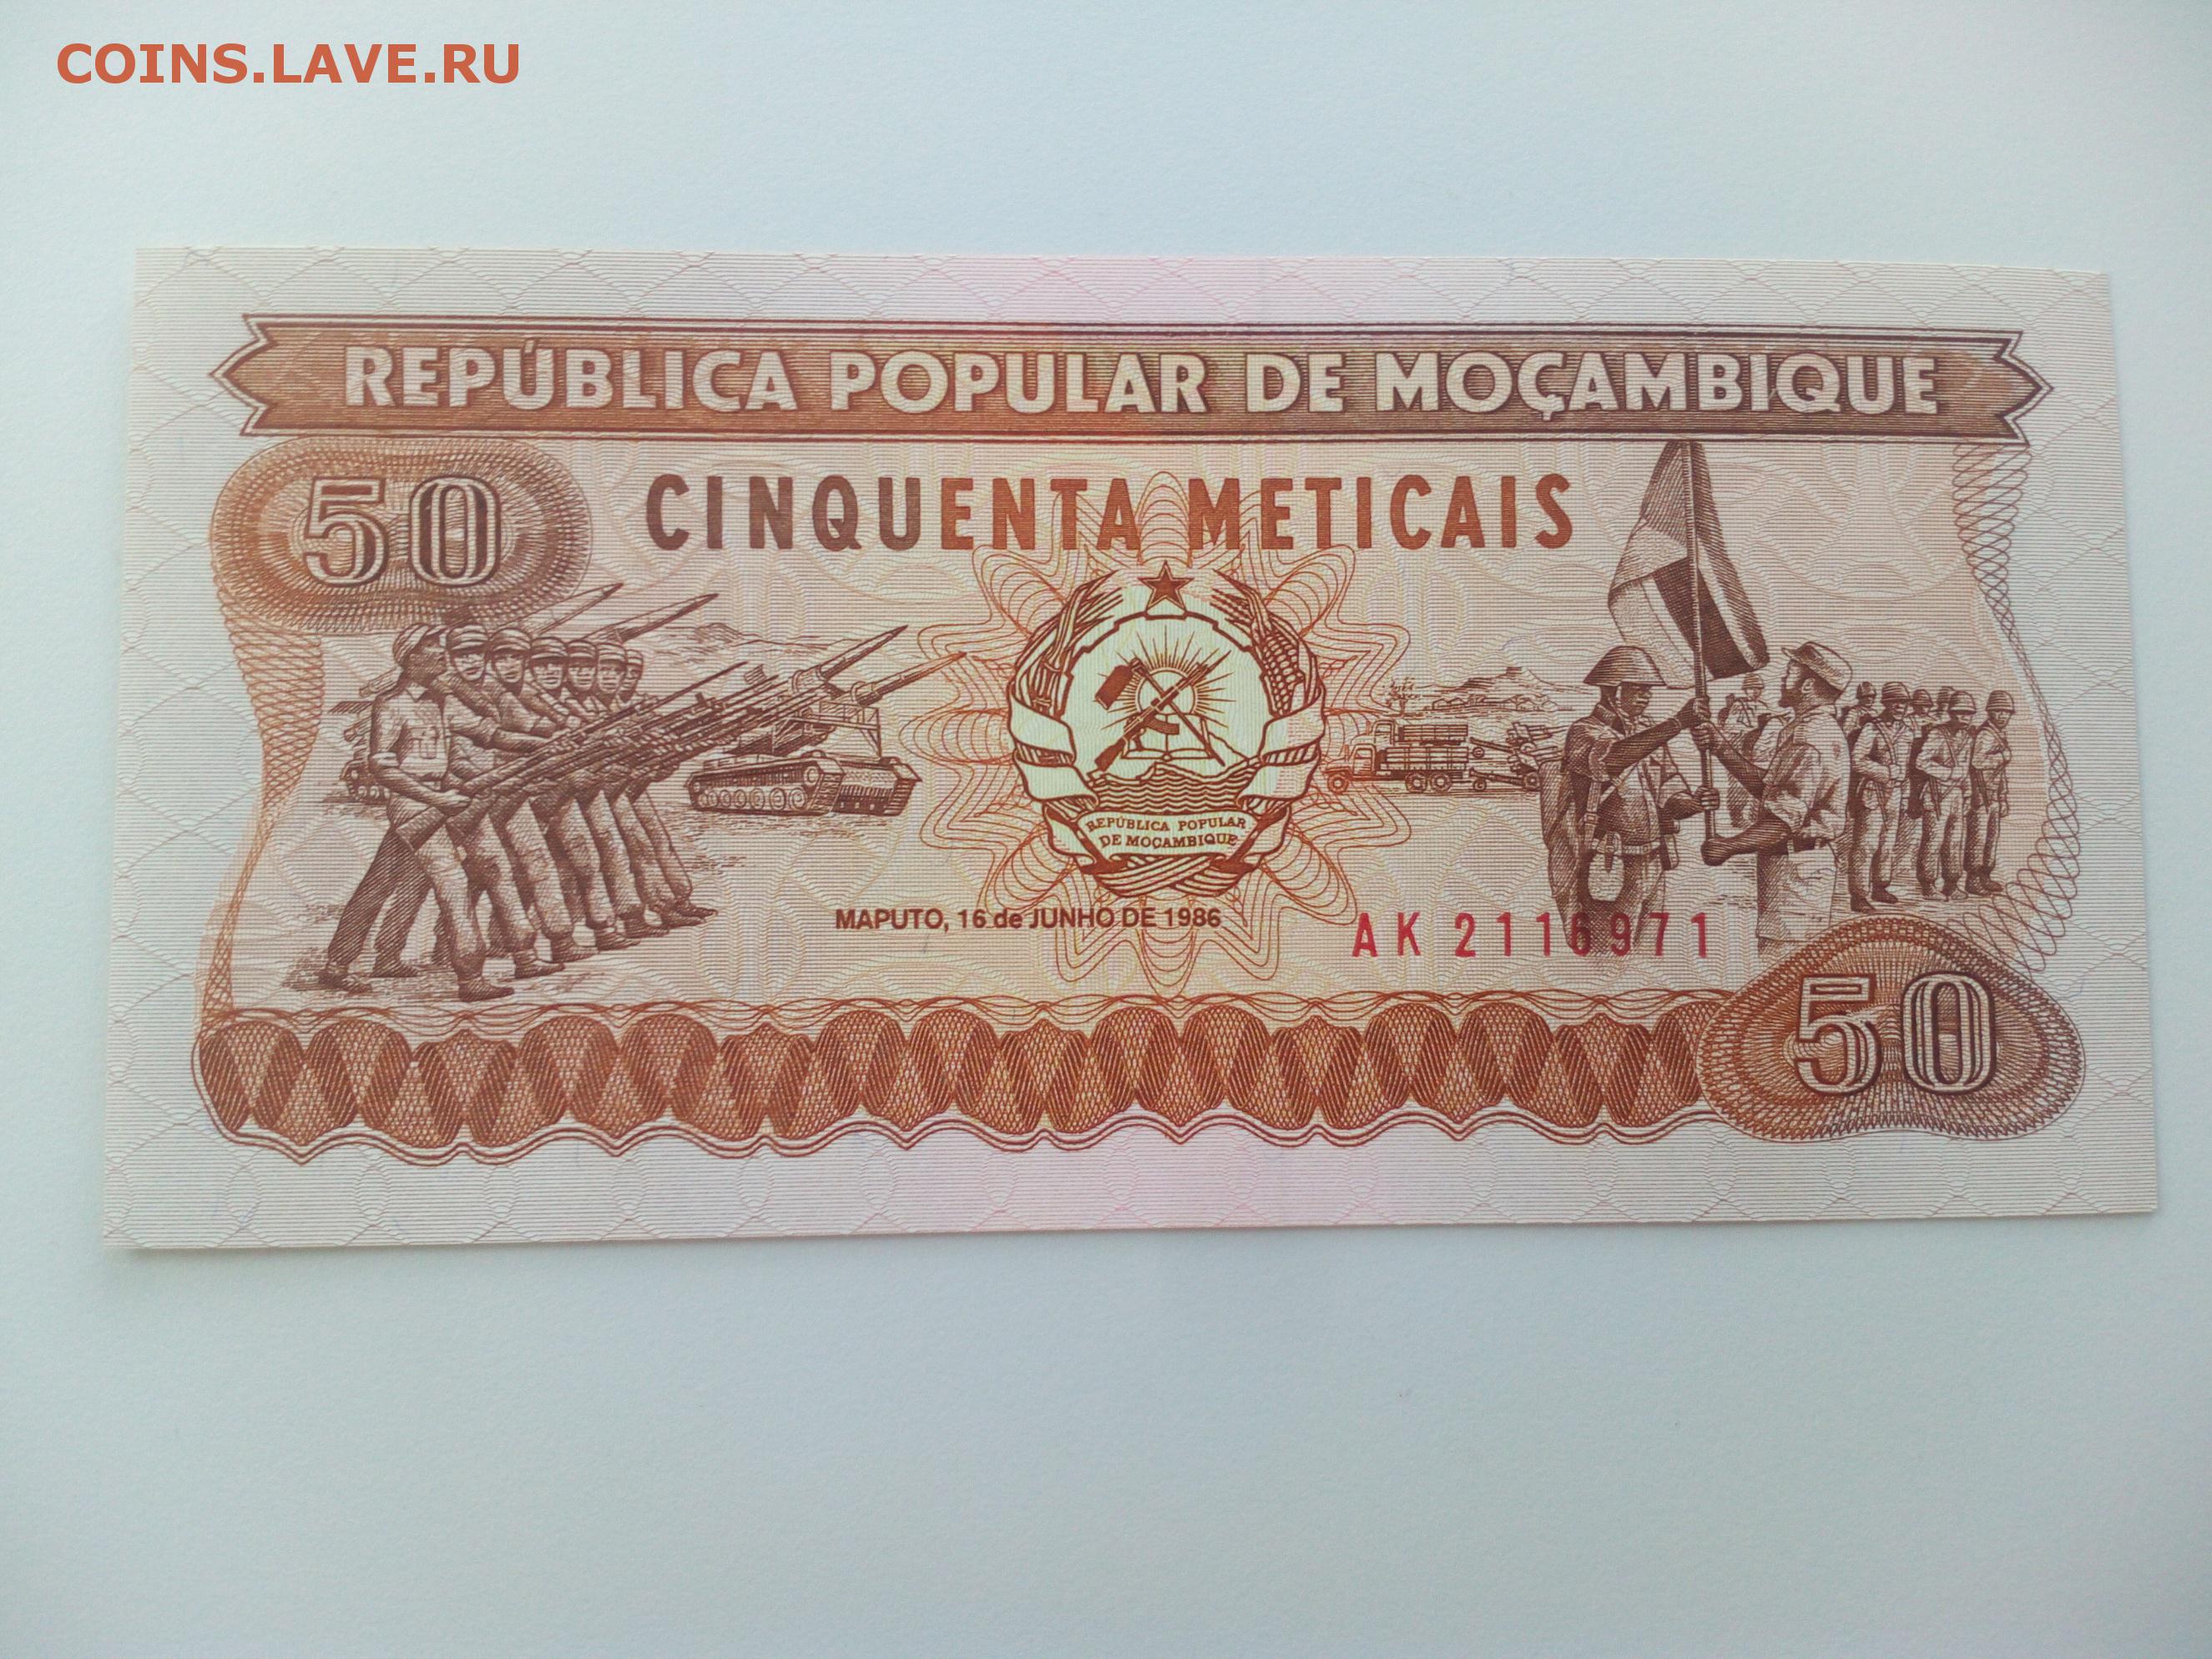 COINS.LAVE.RU
REPÚBLICA POPULAR DE MOÇAMBIQUE
50
CINQUENTA METICAIS
REPÚBLICA POPULAR
DE MOÇAMBIQUE
MAPUTO, 16 de JUNHO DE 1986
AK 2116971
50